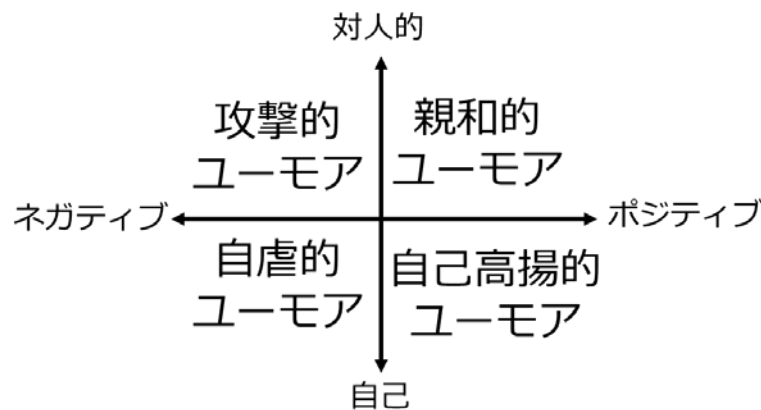 対人的
攻撃的
ユーモア
親和的
ユーモア
ネガティブ
ポジティブ
自虐的
ユーモア
自己高揚的
ユーモア
自己